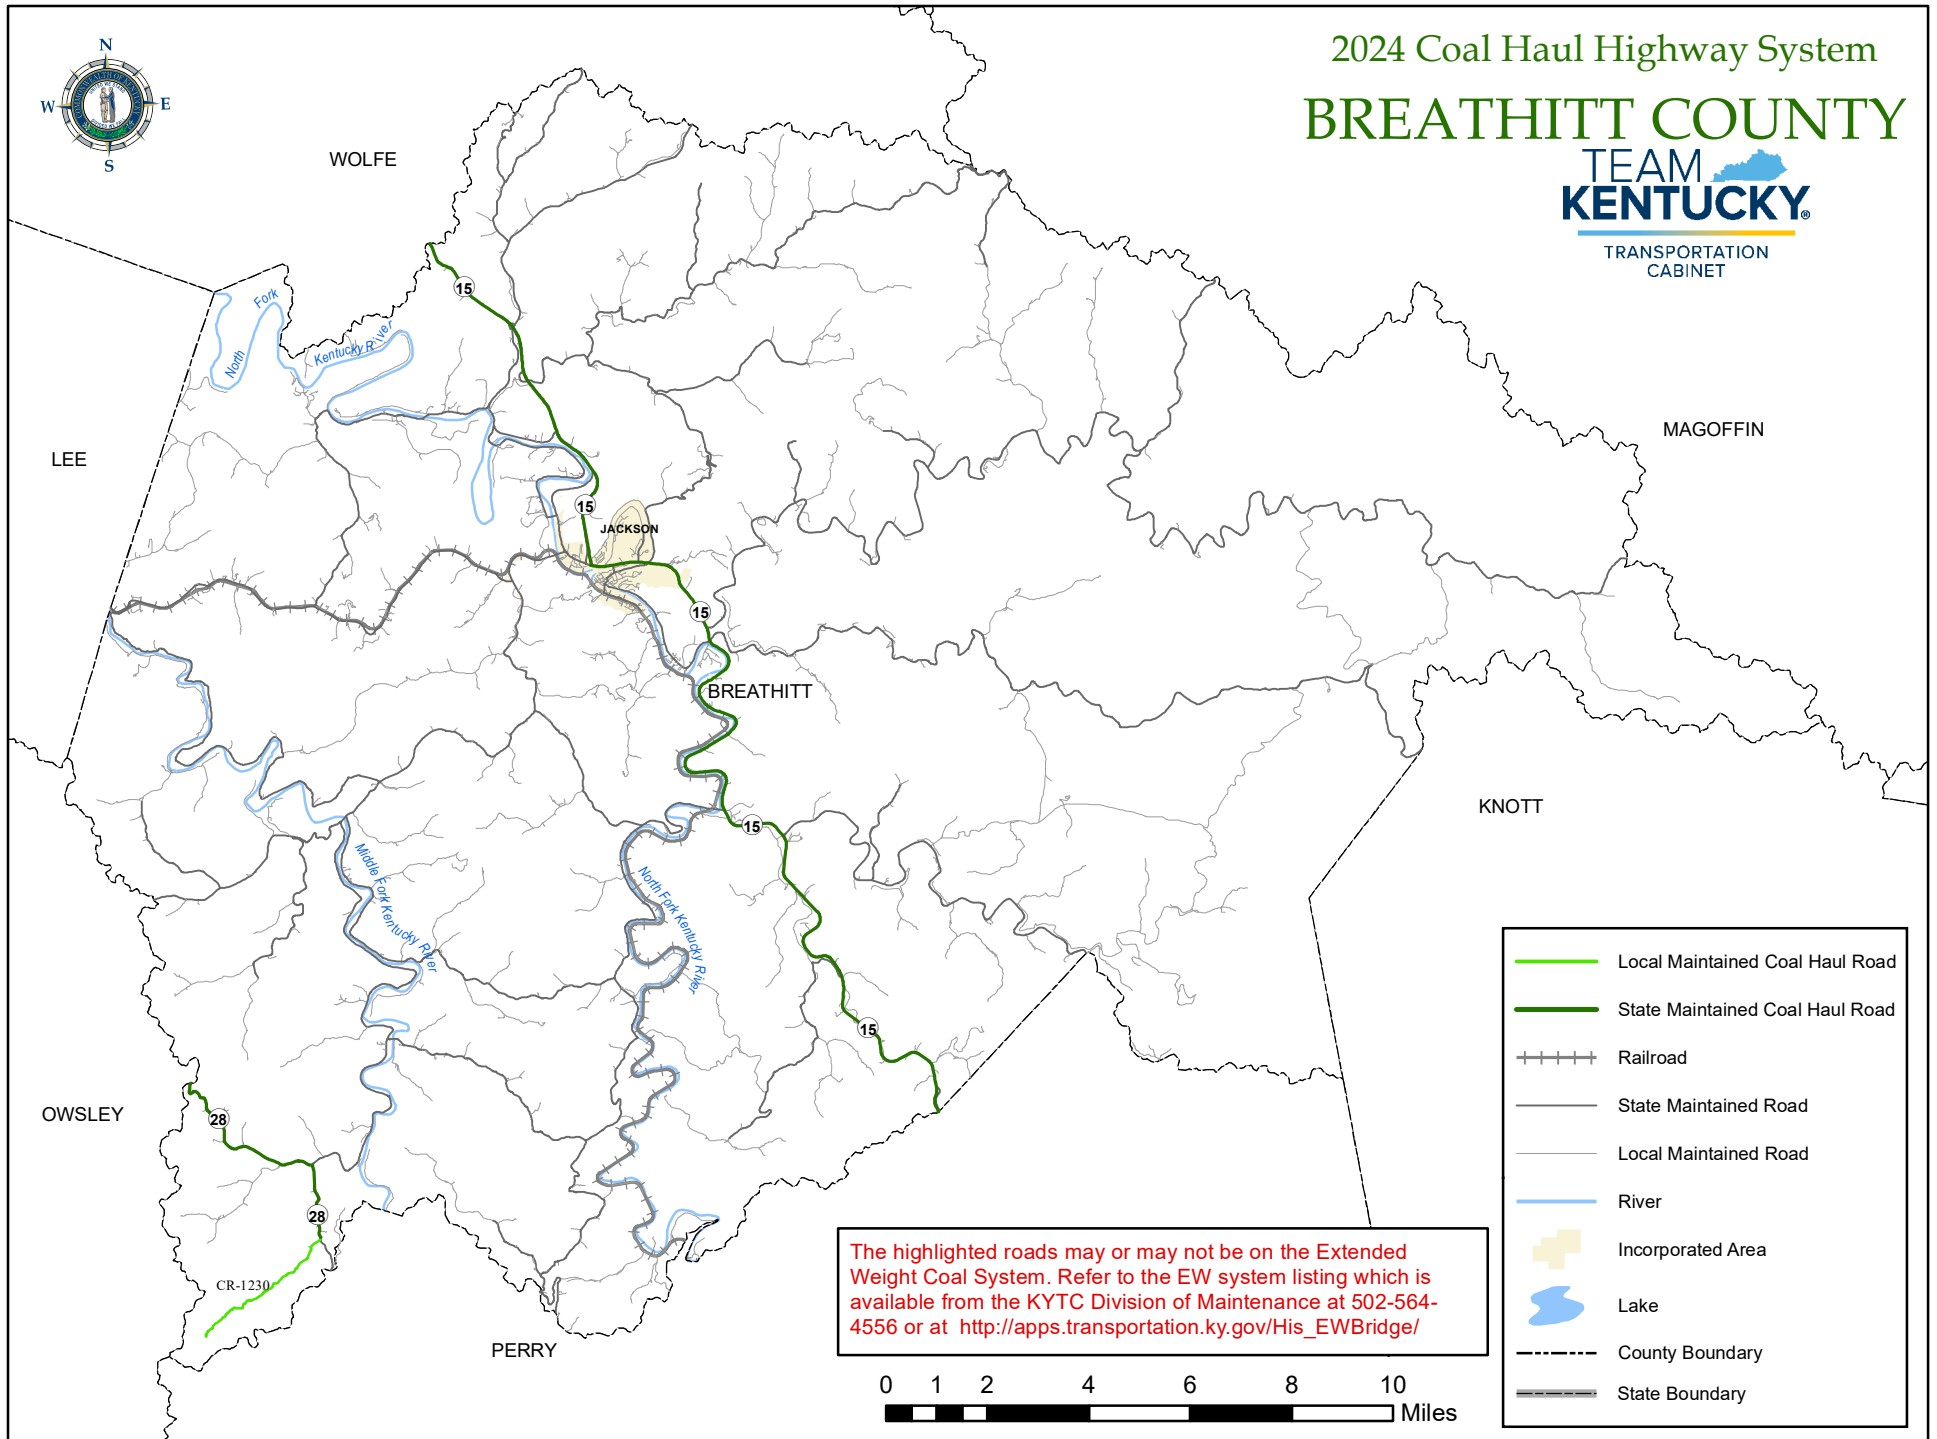 2024 Coal Haul Highway System
BREATHITT COUNTY
TEAM
KENTUCKY®
TRANSPORTATION
CABINET
N
W
E
S
WOLFE
15
Fork
North
Kentucky River
LEE
MAGOFFIN
15
JACKSON
15
BREATHITT
KNOTT
15
Middle Fork Kentucky River
North Fork Kentucky River
15
OWSLEY
28
28
CR-1230
PERRY
Local Maintained Coal Haul Road
State Maintained Coal Haul Road
Railroad
State Maintained Road
Local Maintained Road
River
Incorporated Area
Lake
County Boundary
State Boundary
The highlighted roads may or may not be on the Extended
Weight Coal System. Refer to the EW system listing which is
available from the KYTC Division of Maintenance at 502-564-
4556 or at http://apps.transportation.ky.gov/His_EWBridge/
0 1 2 4 6 8 10
Miles